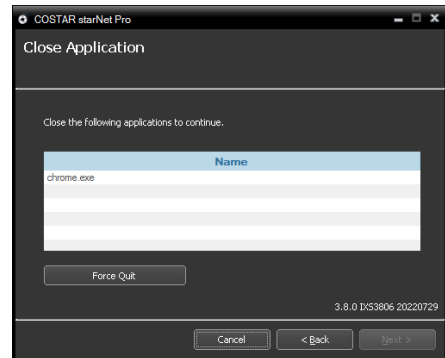 COSTAR starNet Pro
Close Application
Close the following applications to continue.
Name
chrome.exe
Force Quit
3.8.0 IXS3806 20220729
Cancel
< Back
Next >